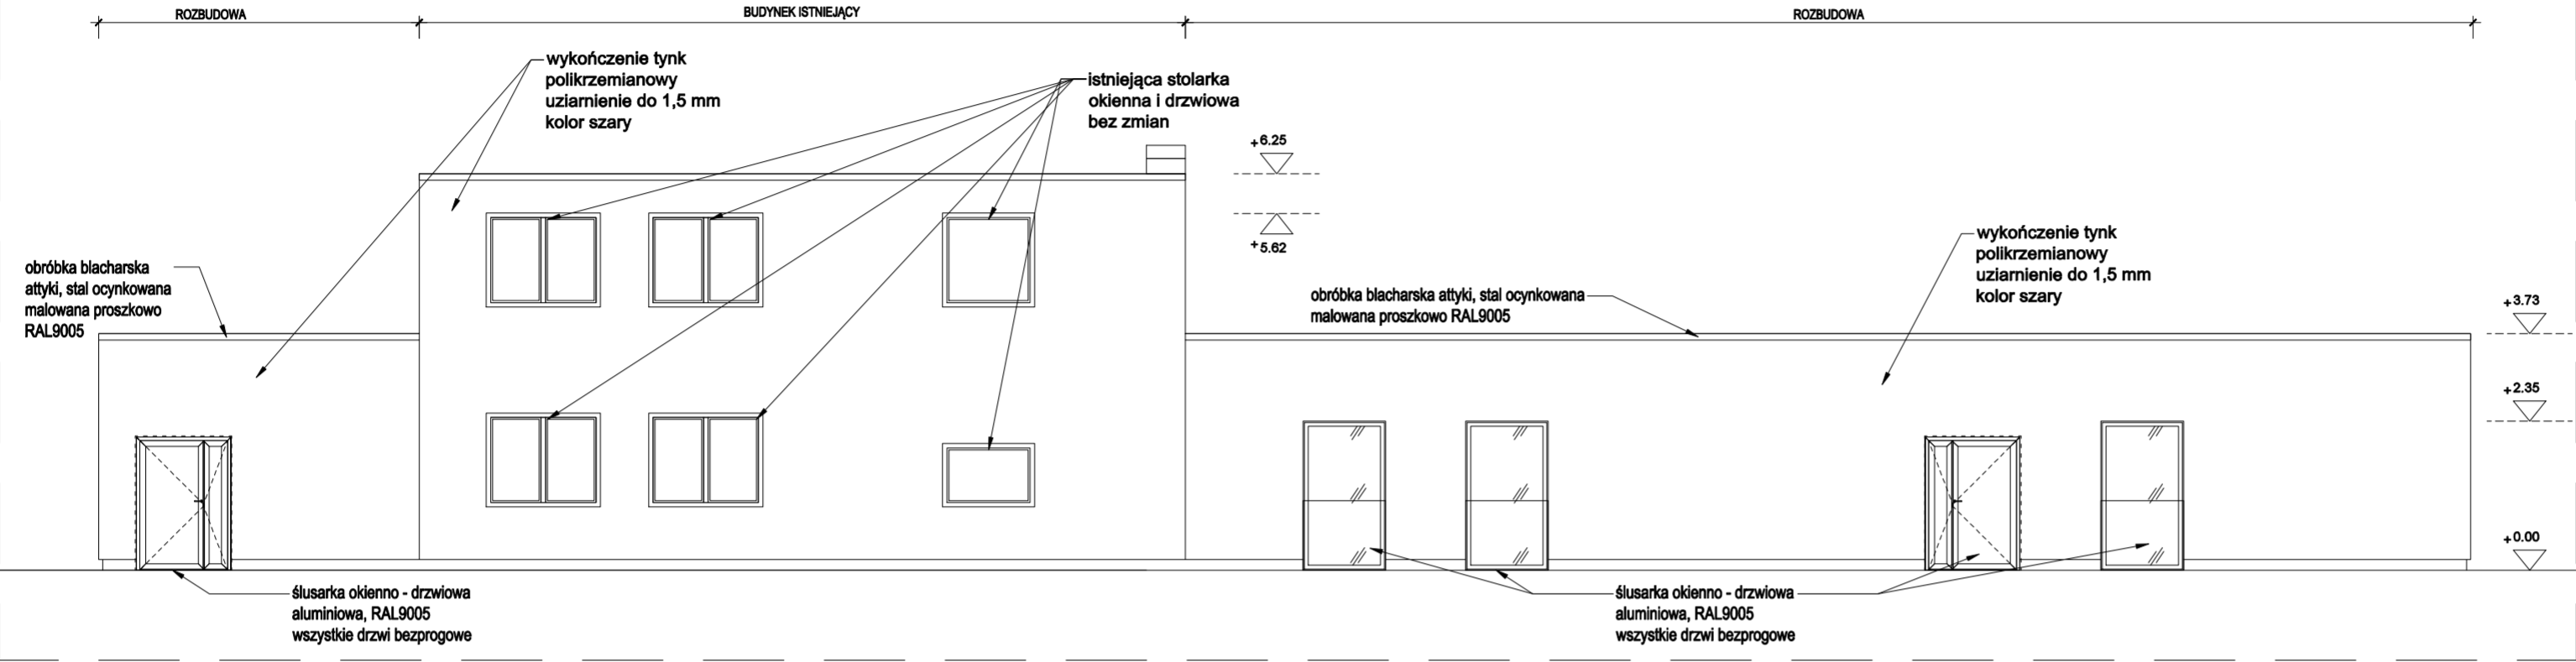 ROZBUDOWA
BUDYNEK ISTNIEJĄCY
ROZBUDOWA
wykończenie tynk
polikrzemianowy
uziarnienie do 1,5 mm
kolor szary
istniejąca stolarka
okienna i drzwiowa
bez zmian
+6.25
+5.62
wykończenie tynk
polikrzemianowy
uziarnienie do 1,5 mm
kolor szary
obróbka blacharska
attyki, stal ocynkowana
malowana proszkowo
RAL9005
obróbka blacharska attyki, stal ocynkowana
malowana proszkowo RAL9005
+3.73
+2.35
+0.00
ślusarka okienno - drzwiowa
aluminiowa, RAL9005
wszystkie drzwi bezprogowe
ślusarka okienno - drzwiowa
aluminiowa, RAL9005
wszystkie drzwi bezprogowe